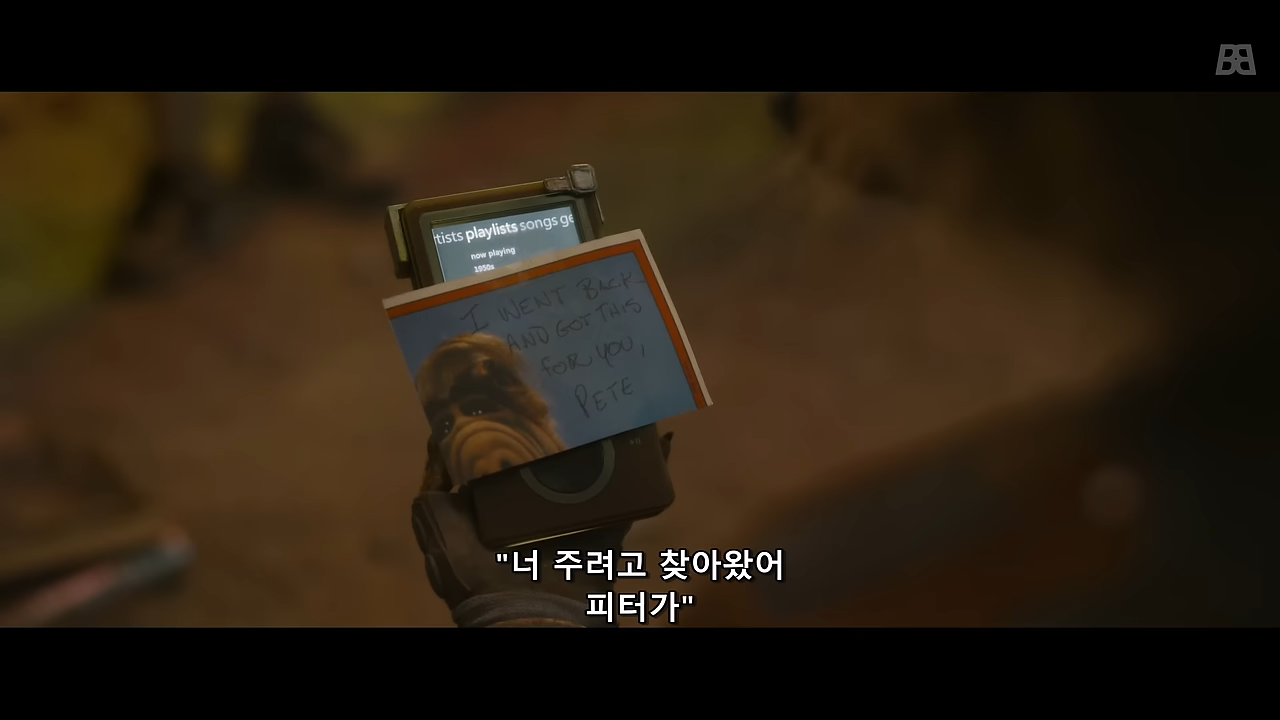 tists playlists songs ge
now playing
1950s
I WENT BACK
AND GOT THIS
FOR YOU,
PETE
"너 주려고 찾아왔어
피터가"